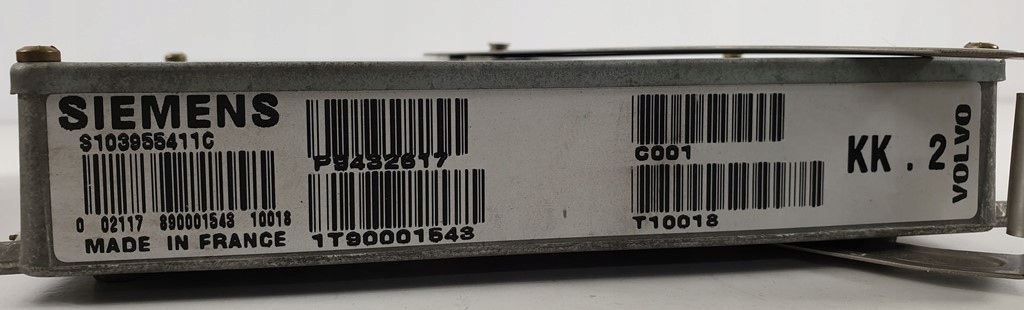 SIEMENS
S103955411C
0 02117 890001543 10018
MADE IN FRANCE
P9432617
1T90001543
C001
T10018
KK . 2
VOLVO